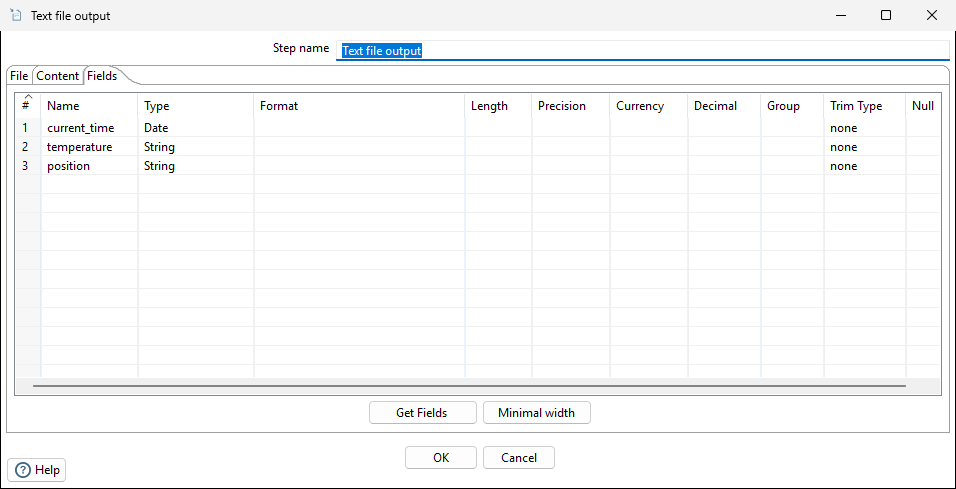 Text file output
Step name Text file output
File Content Fields
# Name Type Format Length Precision Currency Decimal Group Trim Type Null
1 current_time Date none
2 temperature String none
3 position String none
Get Fields Minimal width
OK Cancel
? Help